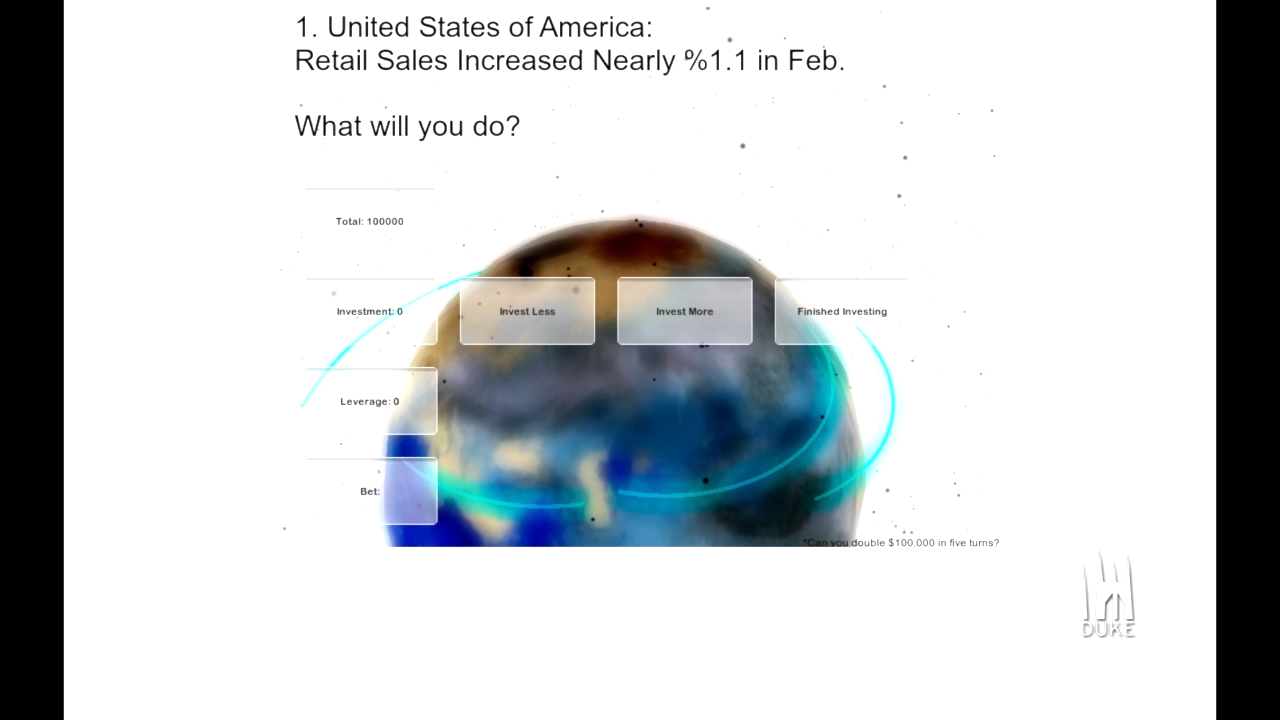 1. United States of America:
Retail Sales Increased Nearly %1.1 in Feb.
What will you do?
Total: 100000
Investment: 0
Invest Less
Invest More
Finished Investing
Leverage: 0
Bet:
*Can you double $100.000 in five turns?
DUKE